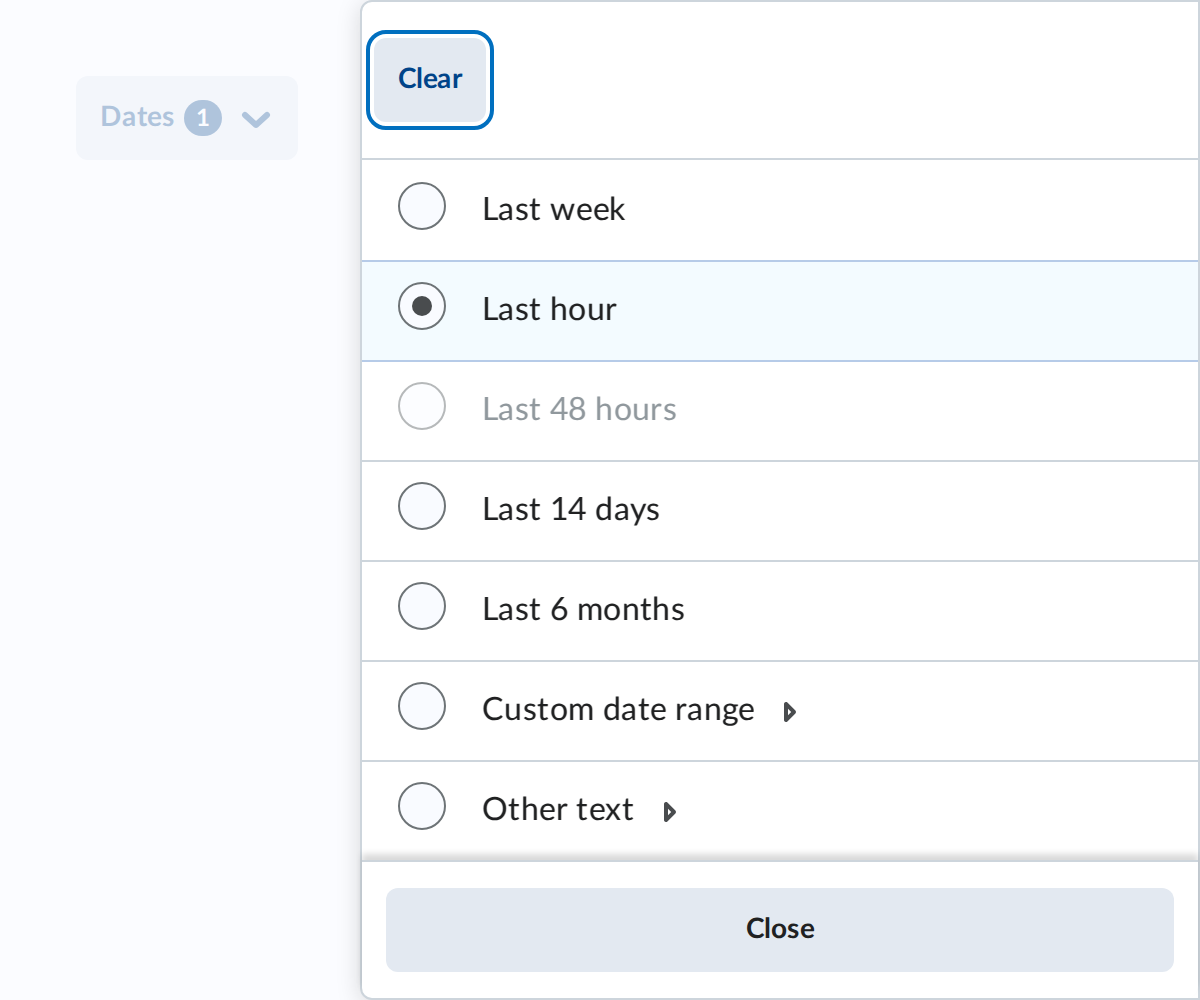 Clear
Dates 1
Last week
Last hour
Last 48 hours
Last 14 days
Last 6 months
Custom date range
Other text
Close